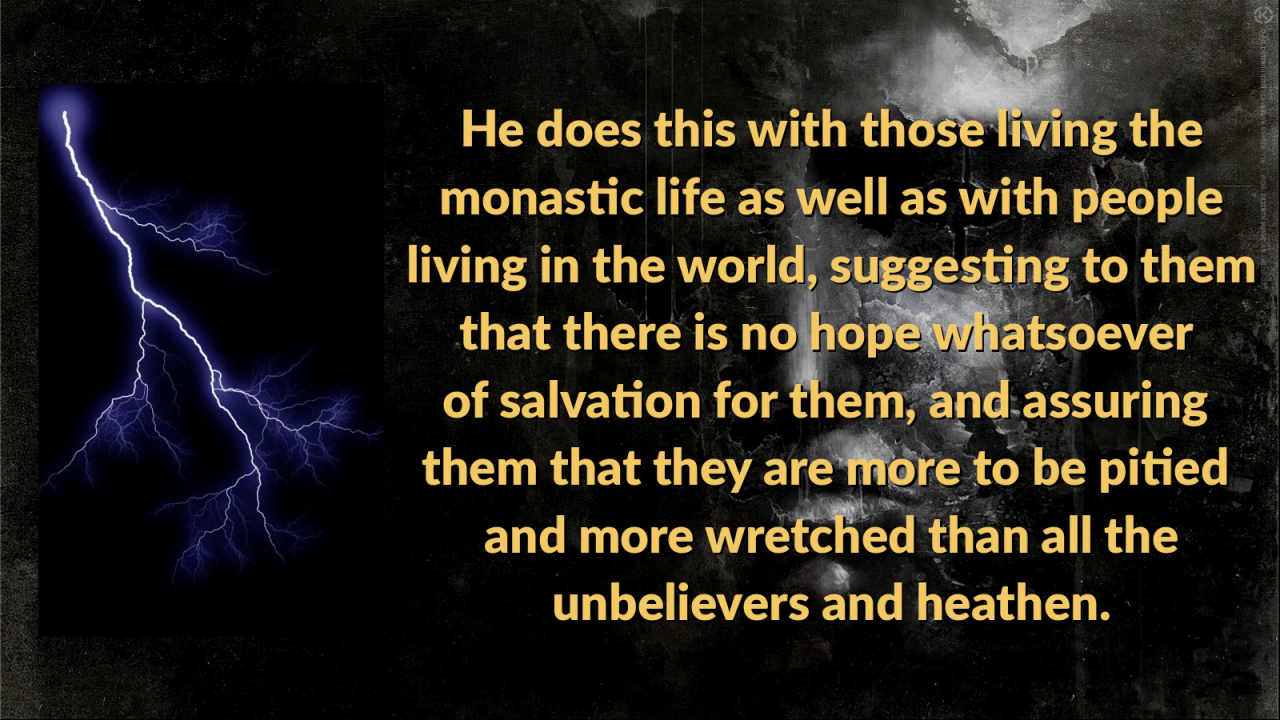 He does this with those living the
monastic life as well as with people
living in the world, suggesting to them
that there is no hope whatsoever
of salvation for them, and assuring
them that they are more to be pitied
and more wretched than all the
unbelievers and heathen.